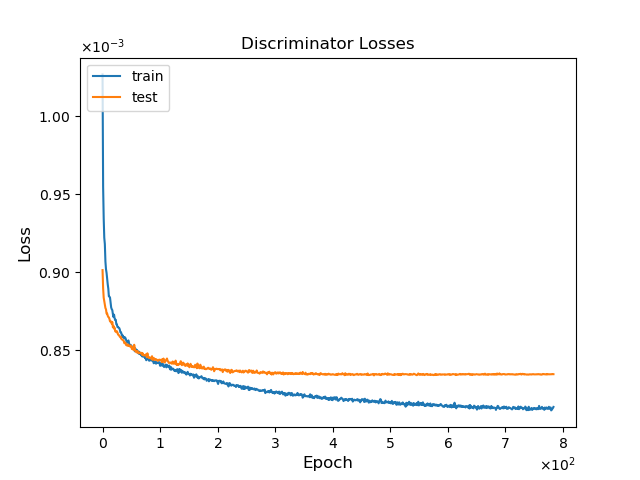 Discriminator Losses
×10⁻³
train
test
1.00
0.95
0.90
0.85
Loss
0 1 2 3 4 5 6 7 8
Epoch
×10²